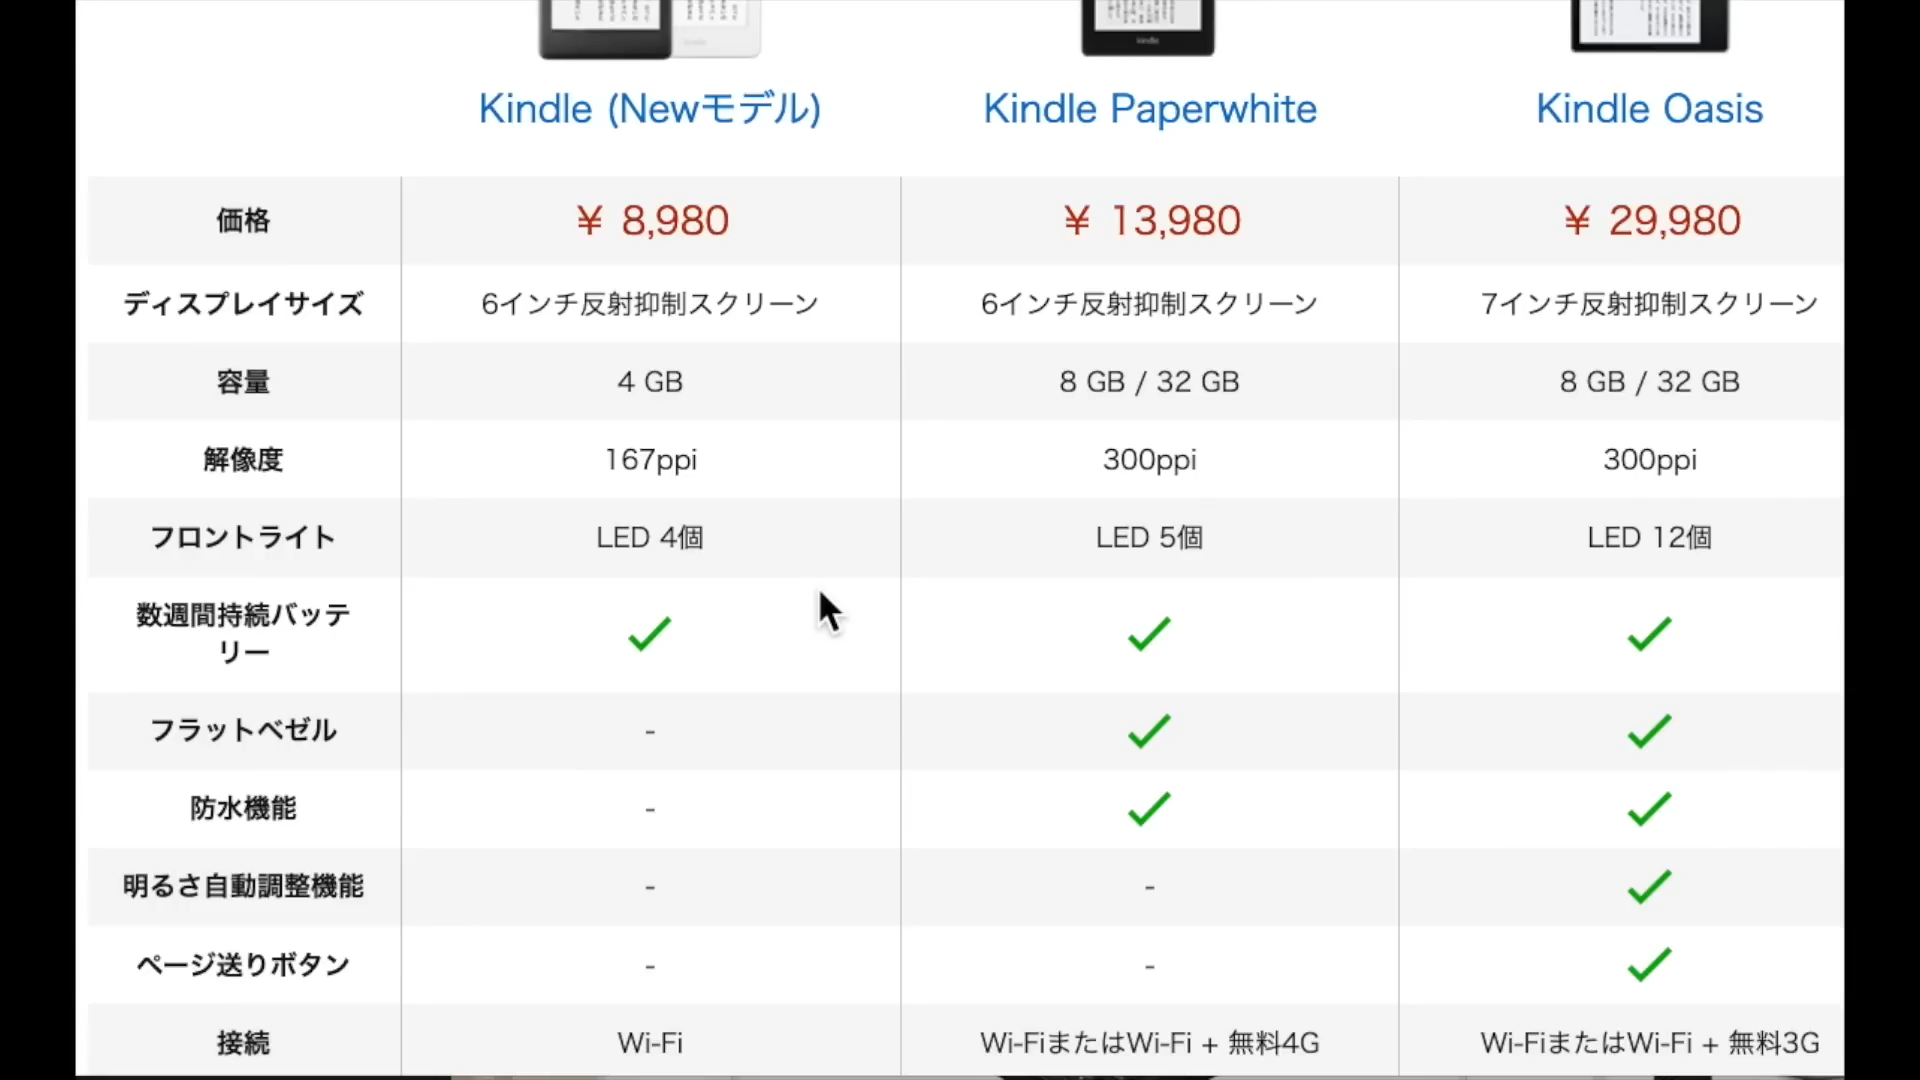 kindle
Kindle (Newモデル) Kindle Paperwhite Kindle Oasis
価格 ¥ 8,980 ¥ 13,980 ¥ 29,980
ディスプレイサイズ 6インチ反射抑制スクリーン 6インチ反射抑制スクリーン 7インチ反射抑制スクリーン
容量 4 GB 8 GB / 32 GB 8 GB / 32 GB
解像度 167ppi 300ppi 300ppi
フロントライト LED 4個 LED 5個 LED 12個
数週間持続バッテ
リー
フラットベゼル -
防水機能 -
明るさ自動調整機能 - -
ページ送りボタン - -
接続 Wi-Fi Wi-FiまたはWi-Fi + 無料4G Wi-FiまたはWi-Fi + 無料3G